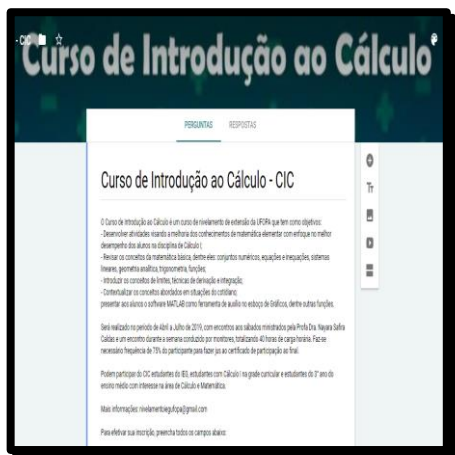 - CIC
Curso de Introdução ao Cálculo
PERGUNTAS RESPOSTAS
Curso de Introdução ao Cálculo - CIC
O Curso de Introdução ao Cálculo é um curso de nivelamento de extensão da UFOPA que tem como objetivos:
- Desenvolver atividades visando a melhoria dos conhecimentos de matemática elementar com enfoque no melhor
desempenho dos alunos na disciplina de Cálculo I;
- Revisar os conceitos da matemática básica, dentre eles: conjuntos numéricos, equações e inequações, sistemas
lineares, geometria analítica, trigonometria, funções;
- Introduzir os conceitos de limites, técnicas de derivação e integração;
- Contextualizar os conceitos abordados em situações do cotidiano;
presentar aos alunos o software MATLAB como ferramenta de auxílio no esboço de Gráficos, dentre outras funções.
Será realizado no período de Abril a Julho de 2019, com encontros aos sábados ministrados pela Profa Dra. Nayara Safira
Caldas e um encontro durante a semana conduzido por monitores, totalizando 40 horas de carga horária. Faz-se
necessário frequência de 75% do participante para fazer jus ao certificado de participação ao final.
Podem participar do CIC estudantes do IEG, estudantes com Cálculo I na grade curricular e estudantes do 3° ano do
ensino médio com interesse na área de Cálculo e Matemática.
Mais informações: nivelamentoiegufopa@gmail.com
Para efetivar sua inscrição, preencha todos os campos abaixo:
Tт